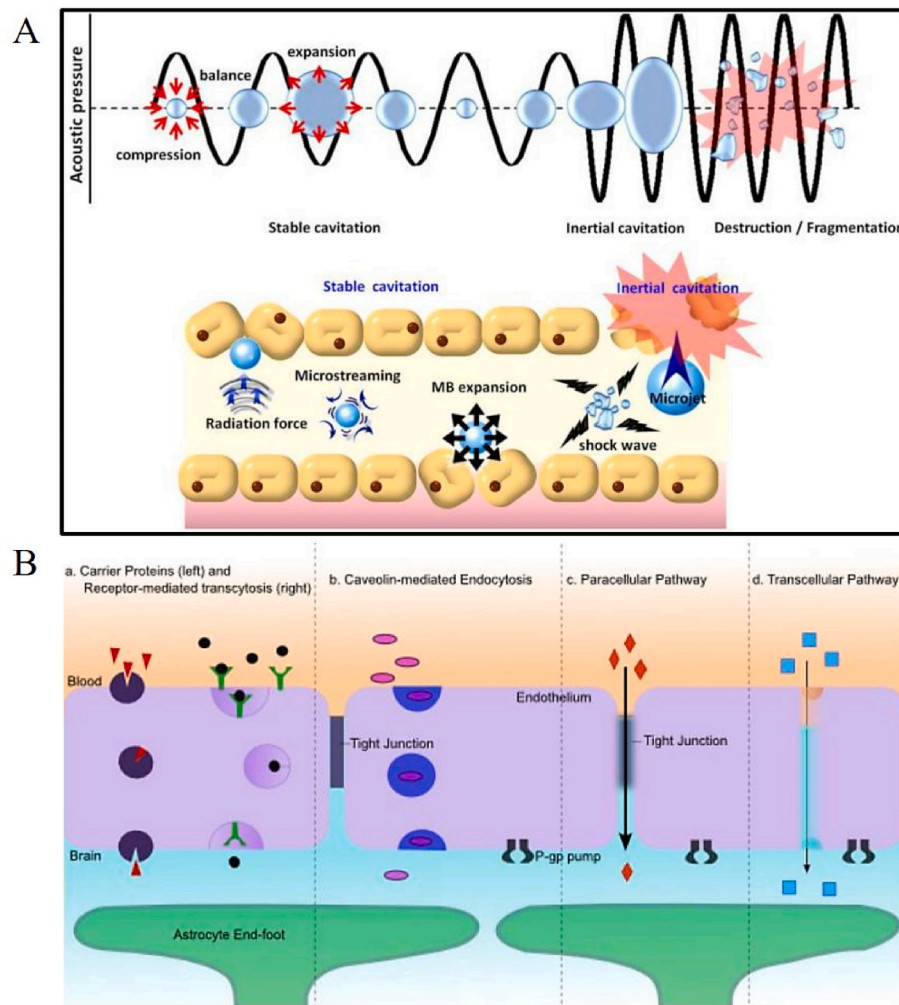 A
Acoustic pressure
expansion
balance
compression
Stable cavitation
Inertial cavitation
Destruction / Fragmentation
Stable cavitation
Inertial cavitation
Microstreaming
MB expansion
Microjet
Radiation force
shock wave
B
a. Carrier Proteins (left) and
Receptor-mediated transcytosis (right)
b. Caveolin-mediated Endocytosis
c. Paracellular Pathway
d. Transcellular Pathway
Blood
Endothelium
Tight Junction
Tight Junction
Brain
P-gp pump
Astrocyte End-foot